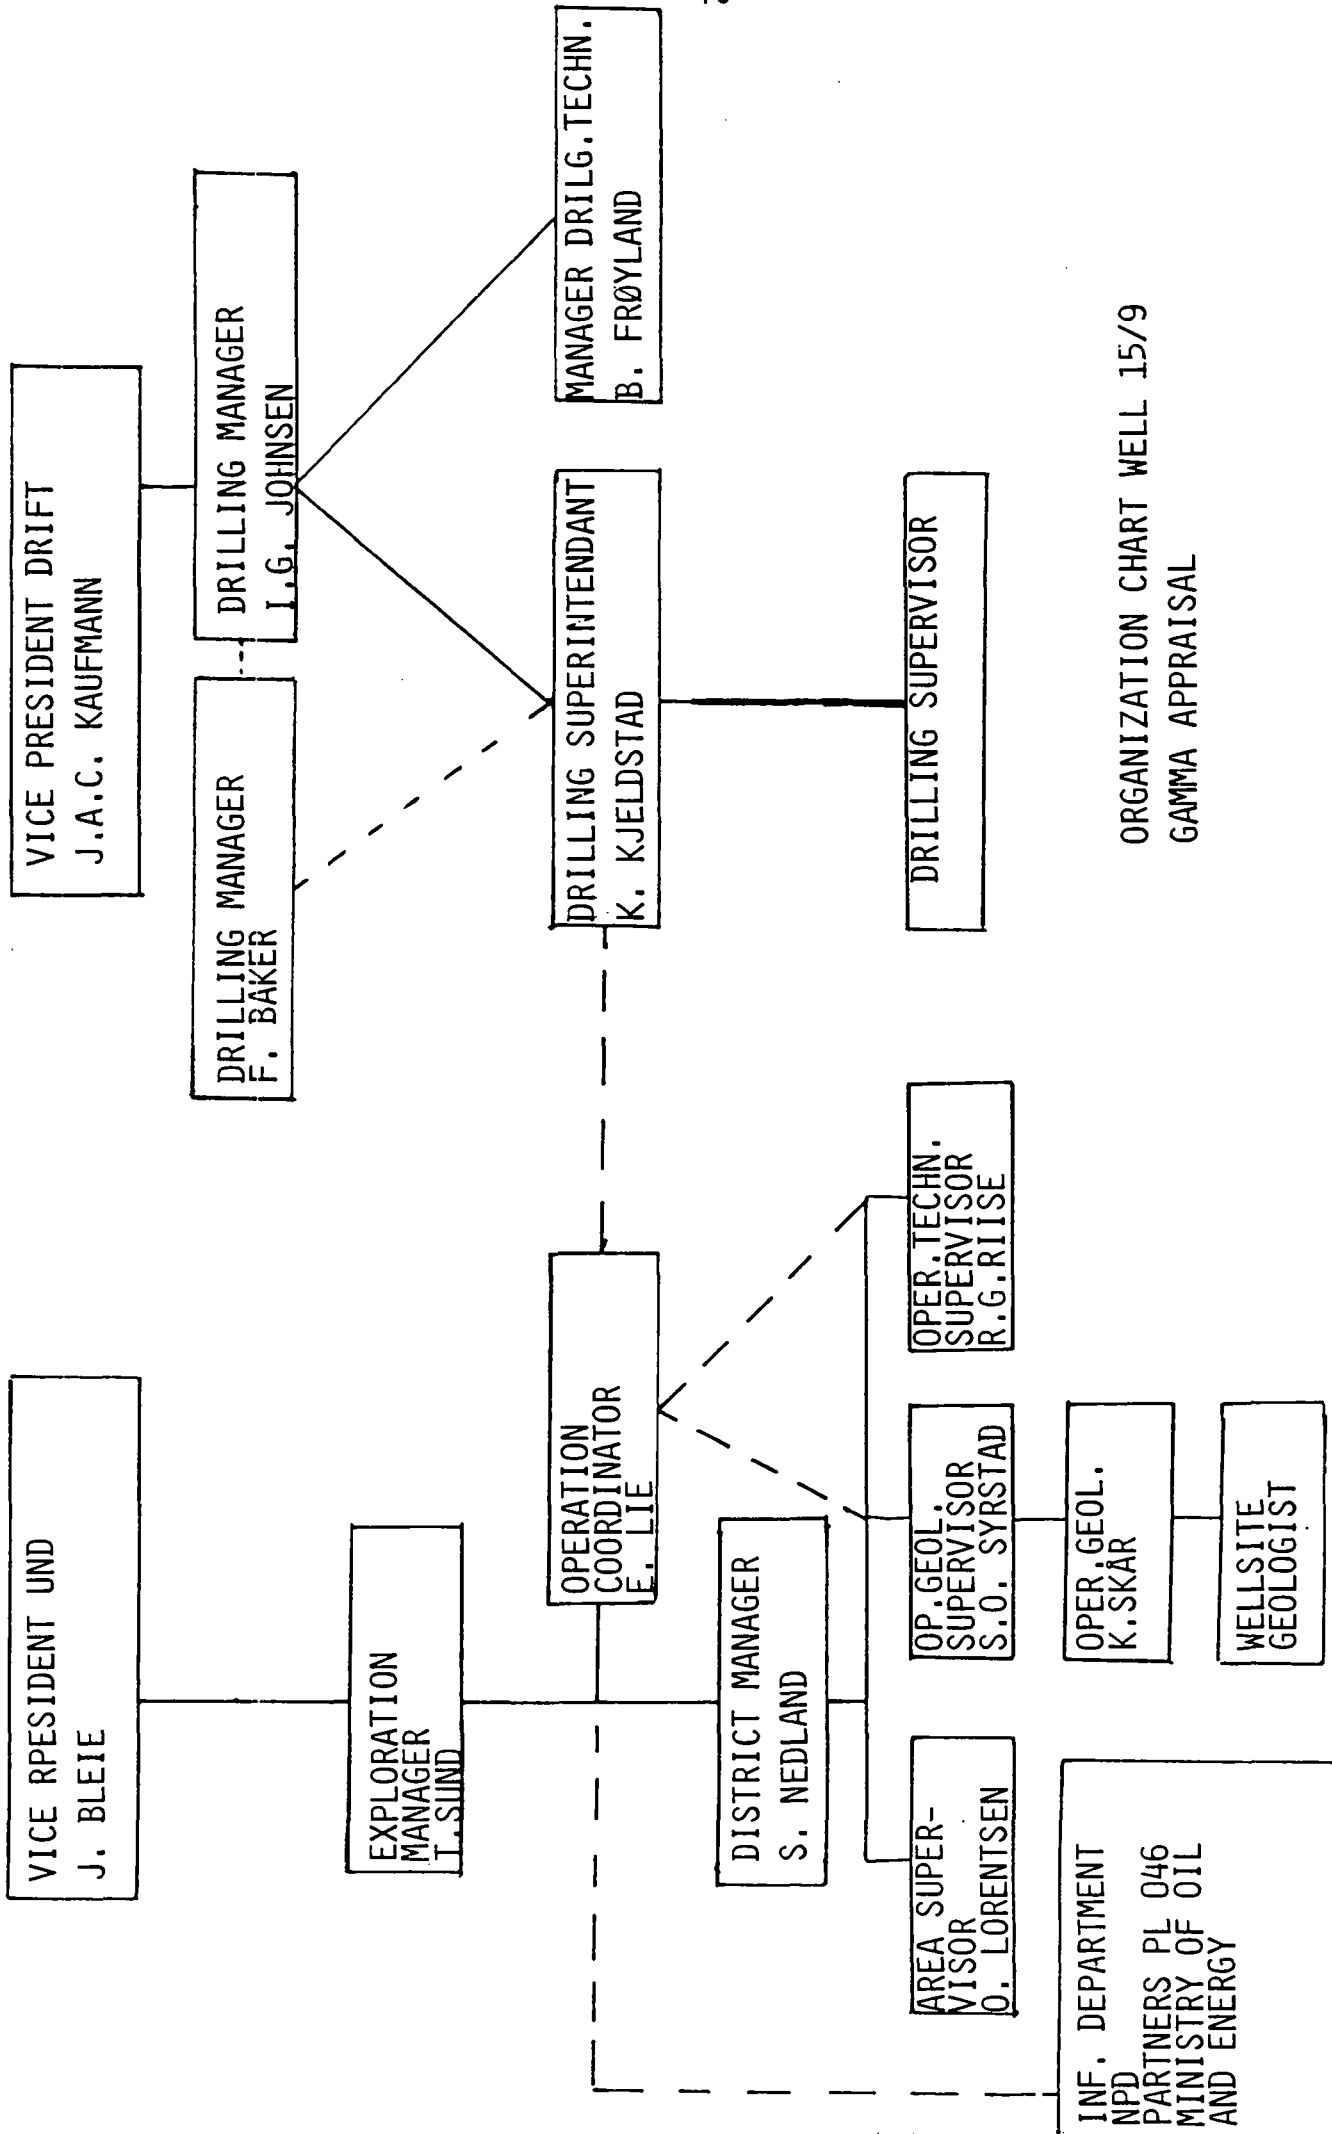 VICE RPESIDENT UND
J. BLEIE
VICE PRESIDENT DRIFT
J.A.C. KAUFMANN
EXPLORATION
MANAGER
T.SUND
DRILLING MANAGER
F. BAKER
DRILLING MANAGER
I.G. JOHNSEN
OPERATION
COORDINATOR
E. LIE
DRILLING SUPERINTENDANT
K. KJELDSTAD
MANAGER DRILG.TECHN.
B. FRØYLAND
DISTRICT MANAGER
S. NEDLAND
AREA SUPER-
VISOR
O. LORENTSEN
OP.GEOL.
SUPERVISOR
S.O. SYRSTAD
OPER.TECHN.
SUPERVISOR
R.G.RIISE
DRILLING SUPERVISOR
INF. DEPARTMENT
NPD
PARTNERS PL 046
MINISTRY OF OIL
AND ENERGY
OPER.GEOL.
K.SKÅR
WELLSITE
GEOLOGIST
ORGANIZATION CHART WELL 15/9
GAMMA APPRAISAL